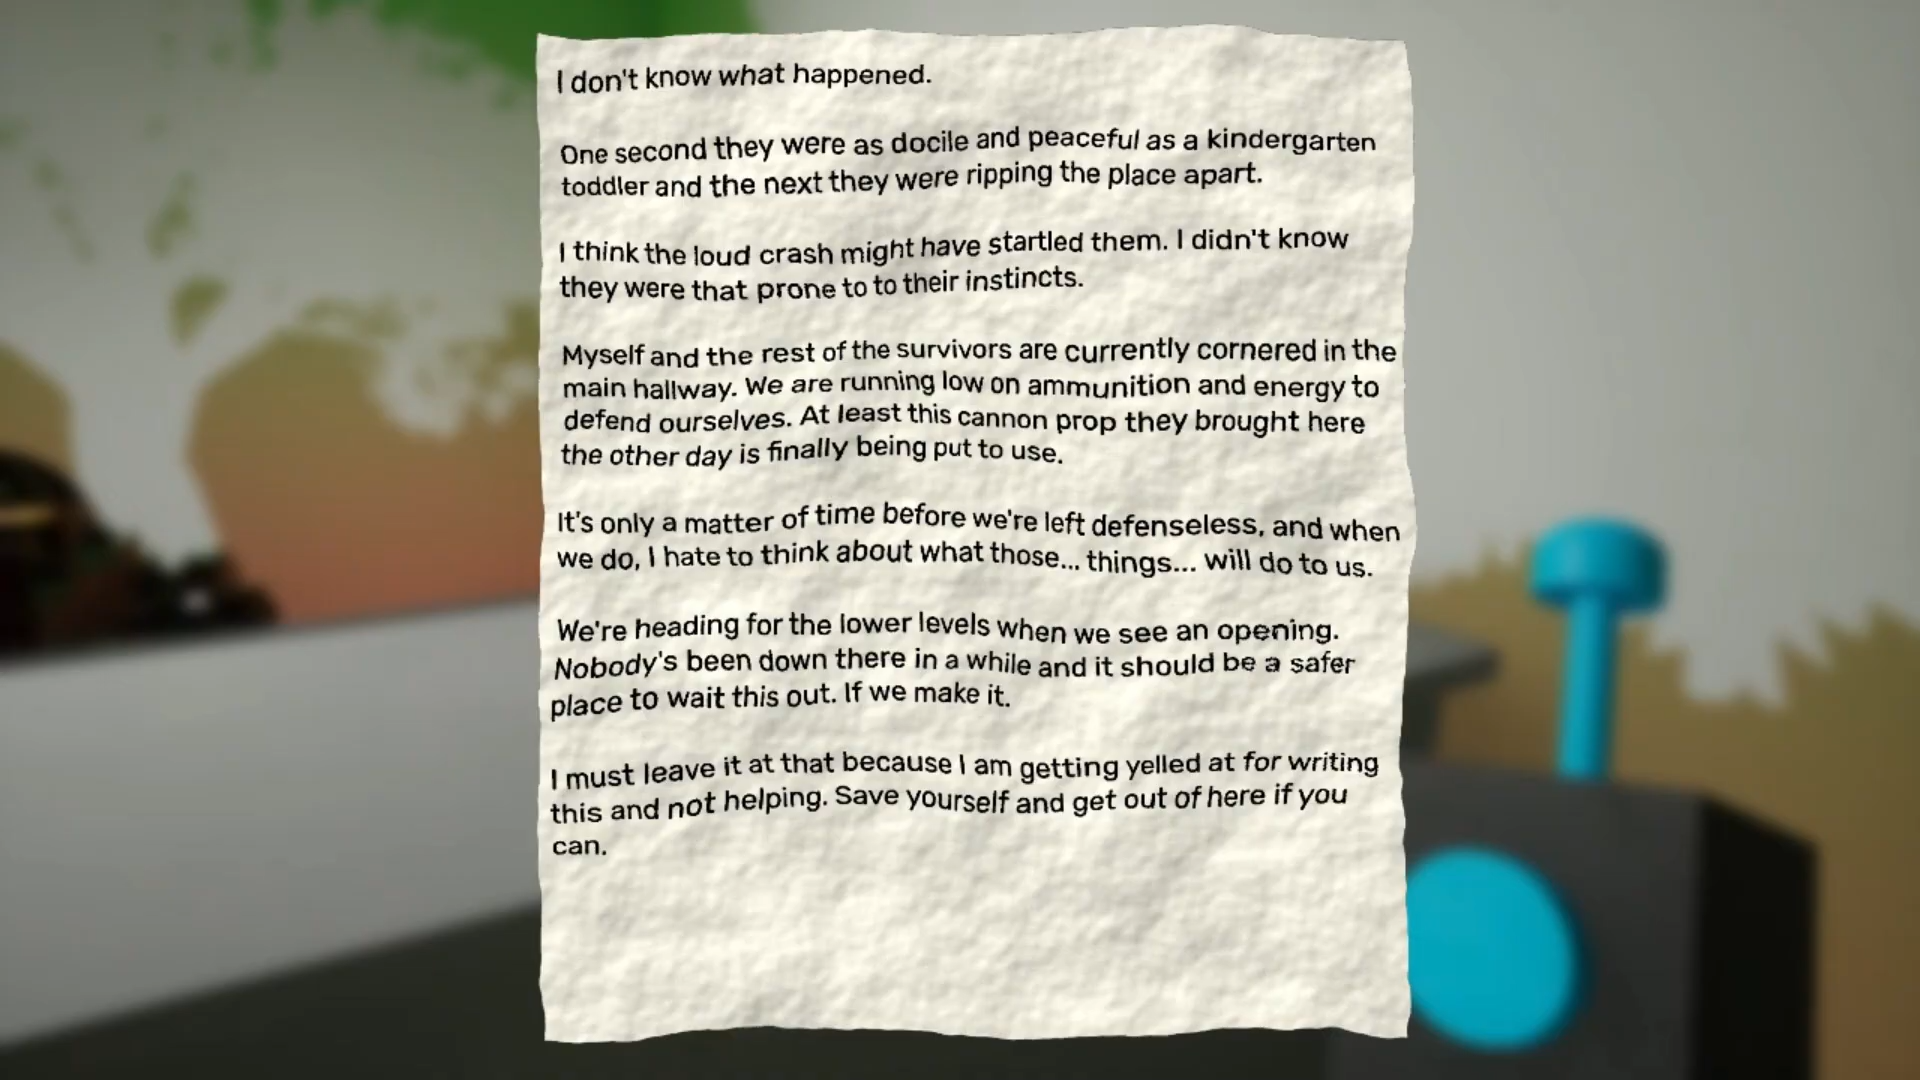 I don't know what happened.
One second they were as docile and peaceful as a kindergarten
toddler and the next they were ripping the place apart.
I think the loud crash might have startled them. I didn't know
they were that prone to to their instincts.
Myself and the rest of the survivors are currently cornered in the
main hallway. We are running low on ammunition and energy to
defend ourselves. At least this cannon prop they brought here
the other day is finally being put to use.
It's only a matter of time before we're left defenseless, and when
we do, I hate to think about what those... things... will do to us.
We're heading for the lower levels when we see an opening.
Nobody's been down there in a while and it should be a safer
place to wait this out. If we make it.
I must leave it at that because I am getting yelled at for writing
this and not helping. Save yourself and get out of here if you
can.